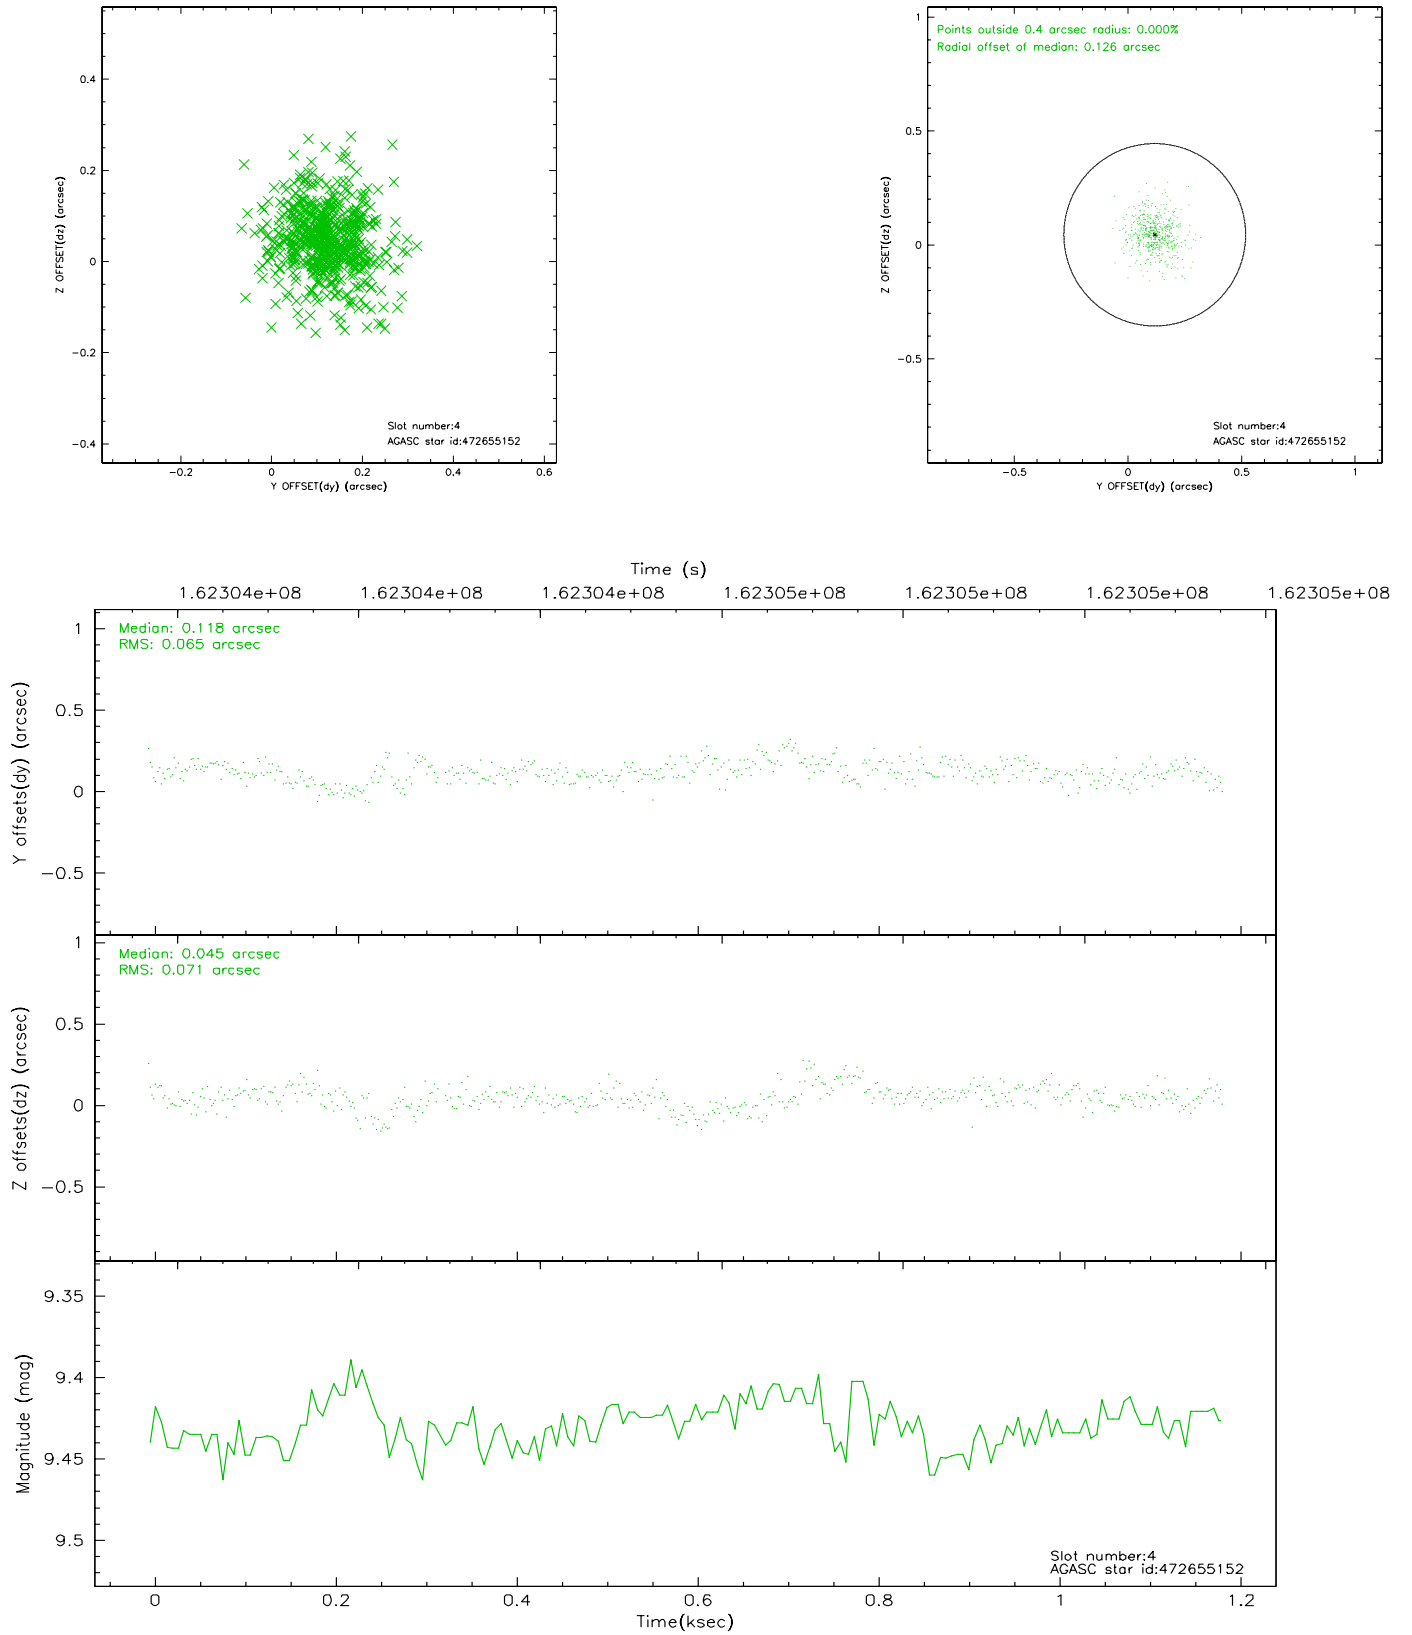 0.4
0.2
0
−0.2
−0.4
Z OFFSET(dz) (arcsec)
Slot number:4
AGASC star id:472655152
−0.2 0 0.2 0.4 0.6
Y OFFSET(dy) (arcsec)
Points outside 0.4 arcsec radius: 0.000%
Radial offset of median: 0.126 arcsec
1
0.5
0
−0.5
Z OFFSET(dz) (arcsec)
Slot number:4
AGASC star id:472655152
−0.5 0 0.5 1
Y OFFSET(dy) (arcsec)
Time (s)
1.62304e+08 1.62304e+08 1.62304e+08 1.62305e+08 1.62305e+08 1.62305e+08 1.62305e+08
Median: 0.118 arcsec
RMS: 0.065 arcsec
1
0.5
0
−0.5
Y offsets(dy) (arcsec)
Median: 0.045 arcsec
RMS: 0.071 arcsec
1
0.5
0
−0.5
Z offsets(dz) (arcsec)
9.35
9.4
9.45
9.5
Magnitude (mag)
Slot number:4
AGASC star id:472655152
0 0.2 0.4 0.6 0.8 1 1.2
Time(ksec)